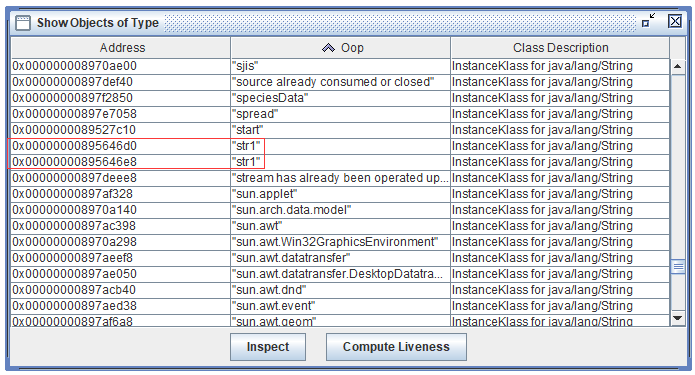 Show Objects of Type
Address Oop Class Description
0x000000008970ae00 "sjis" InstanceKlass for java/lang/String
0x00000000897def40 "source already consumed or closed" InstanceKlass for java/lang/String
0x00000000897f2850 "speciesData" InstanceKlass for java/lang/String
0x00000000897e7058 "spread" InstanceKlass for java/lang/String
0x0000000089527c10 "start" InstanceKlass for java/lang/String
0x00000000895646d0 "str1" InstanceKlass for java/lang/String
0x00000000895646e8 "str1" InstanceKlass for java/lang/String
0x00000000897deee8 "stream has already been operated up... InstanceKlass for java/lang/String
0x00000000897af328 "sun.applet" InstanceKlass for java/lang/String
0x000000008970a140 "sun.arch.data.model" InstanceKlass for java/lang/String
0x00000000897ac398 "sun.awt" InstanceKlass for java/lang/String
0x000000008970a298 "sun.awt.Win32GraphicsEnvironment" InstanceKlass for java/lang/String
0x00000000897aeef8 "sun.awt.datatransfer" InstanceKlass for java/lang/String
0x00000000897ae050 "sun.awt.datatransfer.DesktopDatatra... InstanceKlass for java/lang/String
0x00000000897acb40 "sun.awt.dnd" InstanceKlass for java/lang/String
0x00000000897aed38 "sun.awt.event" InstanceKlass for java/lang/String
0x00000000897af6a8 "sun.awt.geom" InstanceKlass for java/lang/String
Inspect Compute Liveness